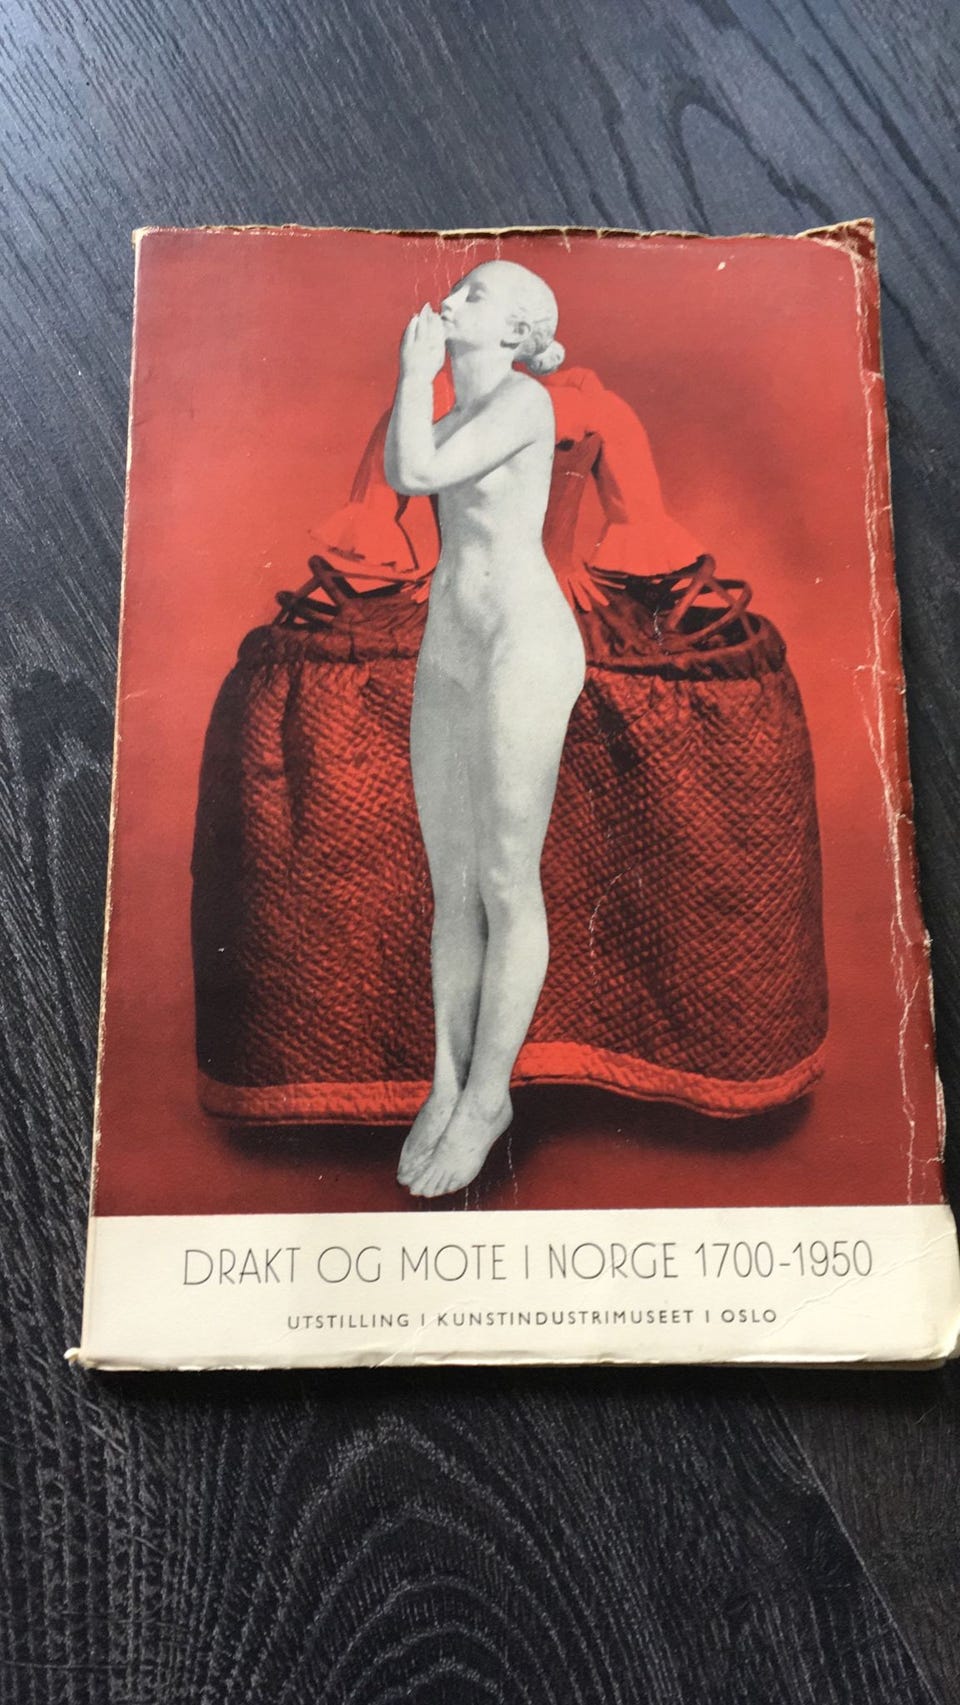 DRAKT OG MOTE I NORGE 1700-1950
UTSTILLING I KUNSTINDUSTRIMUSEET I OSLO